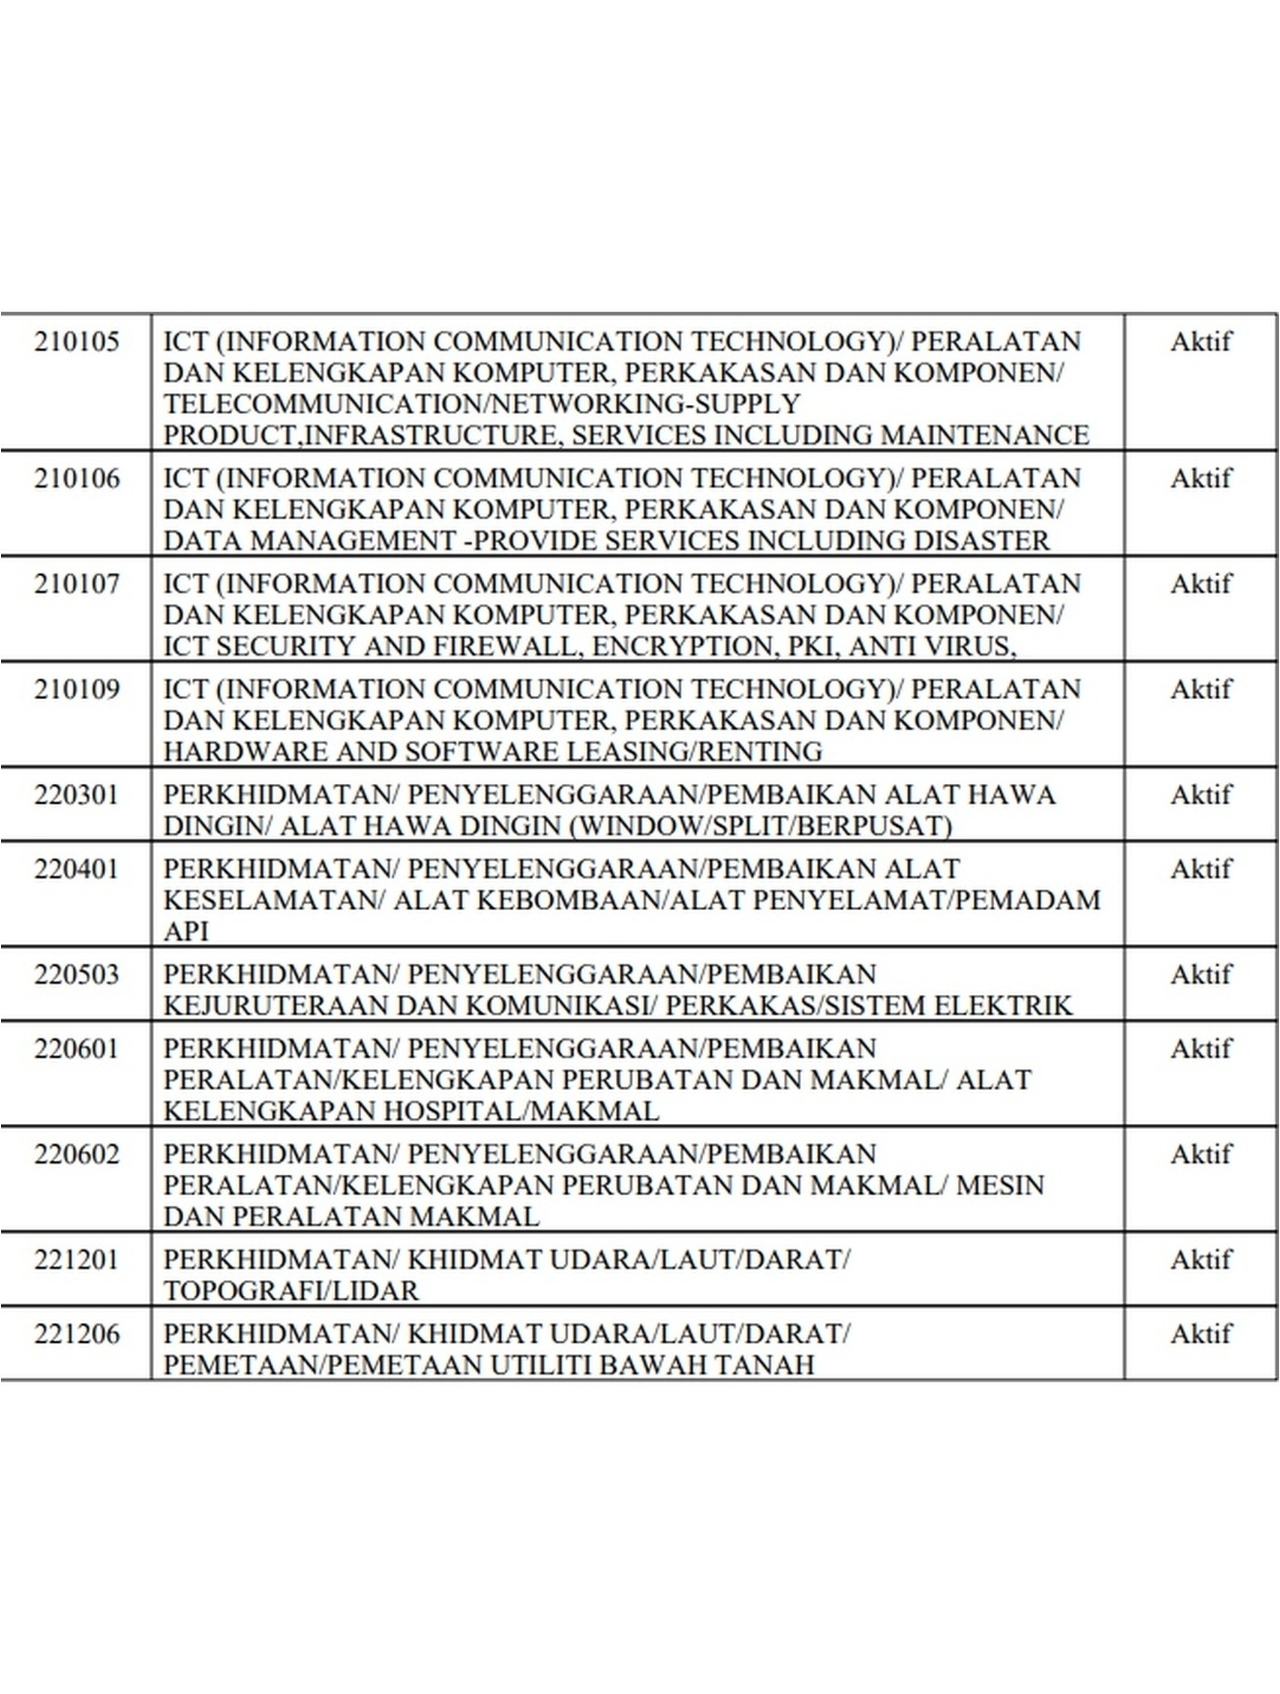 210105 ICT (INFORMATION COMMUNICATION TECHNOLOGY)/ PERALATAN Aktif
DAN KELENGKAPAN KOMPUTER, PERKAKASAN DAN KOMPONEN/
TELECOMMUNICATION/NETWORKING-SUPPLY
PRODUCT,INFRASTRUCTURE, SERVICES INCLUDING MAINTENANCE
210106 ICT (INFORMATION COMMUNICATION TECHNOLOGY)/ PERALATAN Aktif
DAN KELENGKAPAN KOMPUTER, PERKAKASAN DAN KOMPONEN/
DATA MANAGEMENT -PROVIDE SERVICES INCLUDING DISASTER
210107 ICT (INFORMATION COMMUNICATION TECHNOLOGY)/ PERALATAN Aktif
DAN KELENGKAPAN KOMPUTER, PERKAKASAN DAN KOMPONEN/
ICT SECURITY AND FIREWALL, ENCRYPTION, PKI, ANTI VIRUS,
210109 ICT (INFORMATION COMMUNICATION TECHNOLOGY)/ PERALATAN Aktif
DAN KELENGKAPAN KOMPUTER, PERKAKASAN DAN KOMPONEN/
HARDWARE AND SOFTWARE LEASING/RENTING
220301 PERKHIDMATAN/ PENYELENGGARAAN/PEMBAIKAN ALAT HAWA Aktif
DINGIN/ ALAT HAWA DINGIN (WINDOW/SPLIT/BERPUSAT)
220401 PERKHIDMATAN/ PENYELENGGARAAN/PEMBAIKAN ALAT Aktif
KESELAMATAN/ ALAT KEBOMBAAN/ALAT PENYELAMAT/PEMADAM
API
220503 PERKHIDMATAN/ PENYELENGGARAAN/PEMBAIKAN Aktif
KEJURUTERAAN DAN KOMUNIKASI/ PERKAKAS/SISTEM ELEKTRIK
220601 PERKHIDMATAN/ PENYELENGGARAAN/PEMBAIKAN Aktif
PERALATAN/KELENGKAPAN PERUBATAN DAN MAKMAL/ ALAT
KELENGKAPAN HOSPITAL/MAKMAL
220602 PERKHIDMATAN/ PENYELENGGARAAN/PEMBAIKAN Aktif
PERALATAN/KELENGKAPAN PERUBATAN DAN MAKMAL/ MESIN
DAN PERALATAN MAKMAL
221201 PERKHIDMATAN/ KHIDMAT UDARA/LAUT/DARAT/ Aktif
TOPOGRAFI/LIDAR
221206 PERKHIDMATAN/ KHIDMAT UDARA/LAUT/DARAT/ Aktif
PEMETAAN/PEMETAAN UTILITI BAWAH TANAH